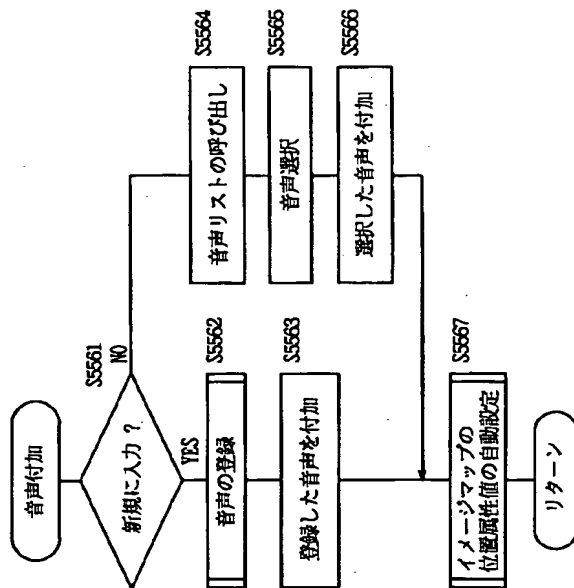 音声付加
S5561
新規に入力？
NO
YES
S5562
音声の登録
S5563
登録した音声を付加
S5564
音声リストの呼び出し
S5565
音声選択
S5566
選択した音声を付加
S5567
イメージマップの
位置属性値の自動設定
リターン